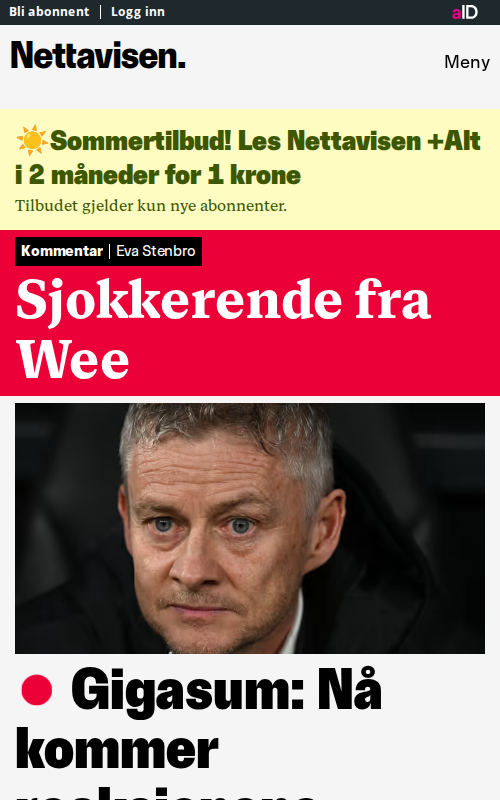 Bli abonnent
Logg inn
aID
Nettavisen.
Meny
☀️Sommertilbud! Les Nettavisen +Alt
i 2 måneder for 1 krone
Tilbudet gjelder kun nye abonnenter.
Kommentar | Eva Stenbro
Sjokkerende fra
Wee
Gigasum: Nå
kommer